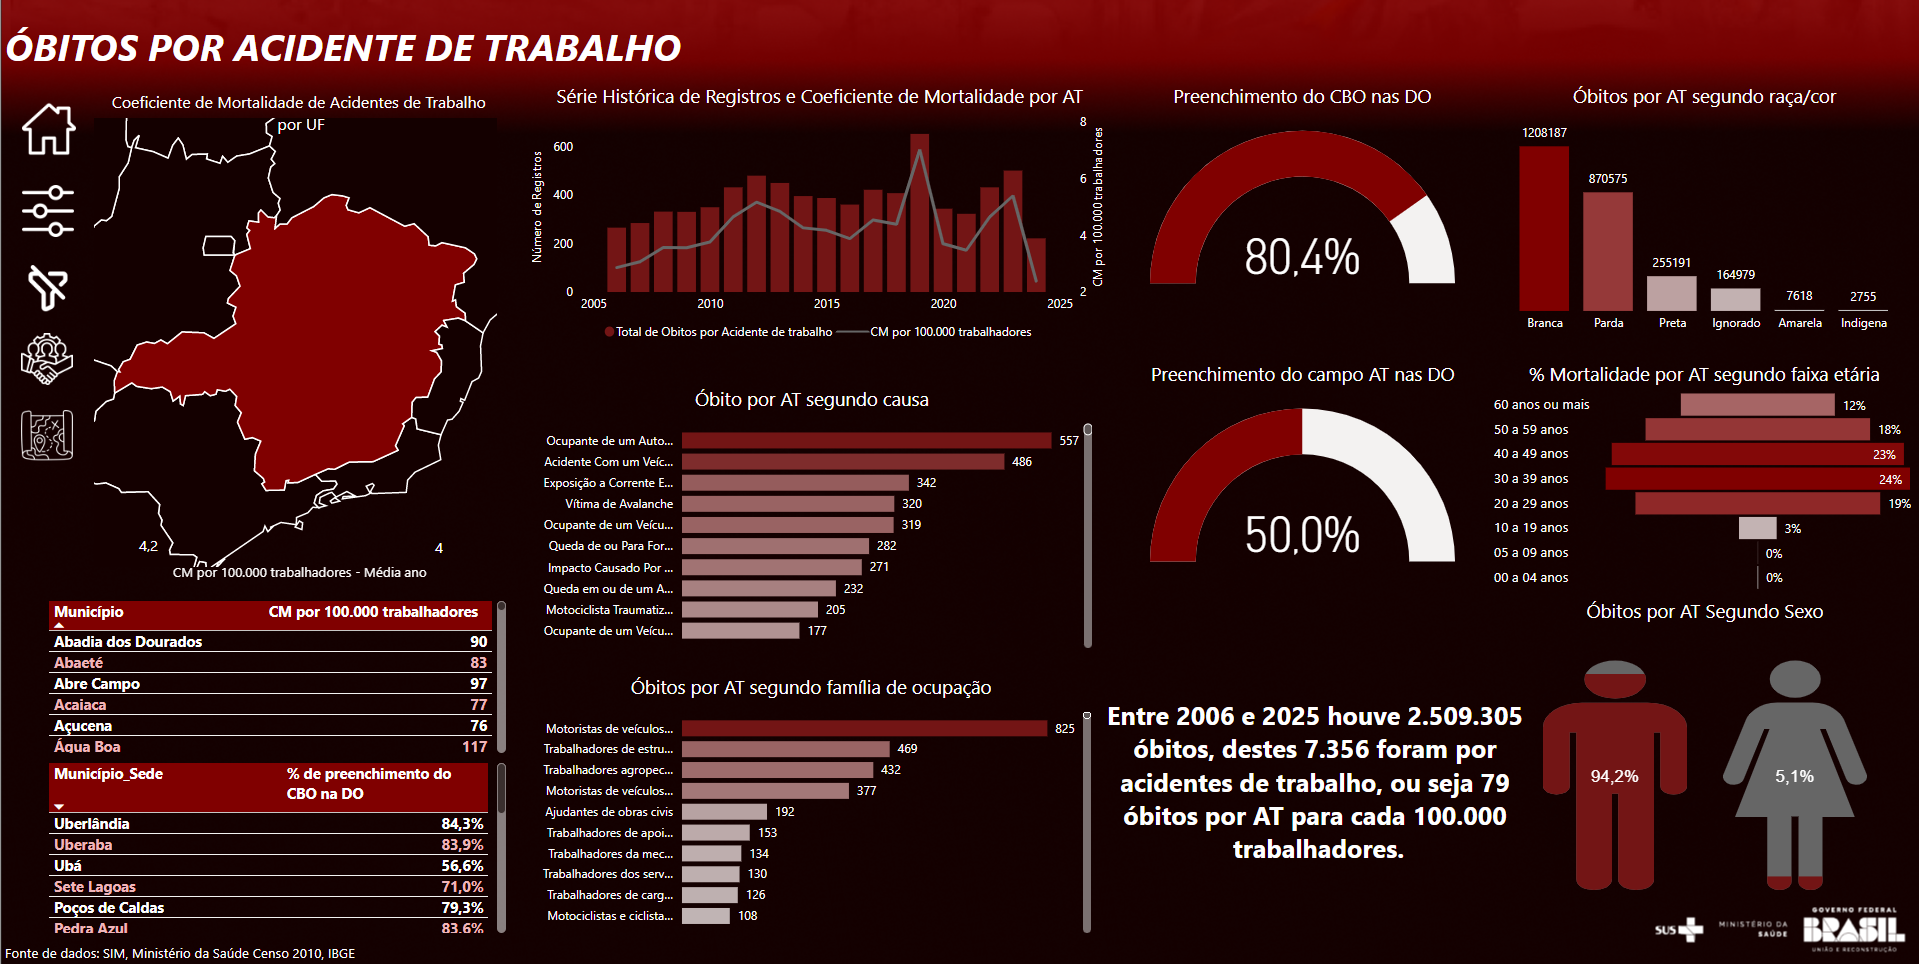 ÓBITOS POR ACIDENTE DE TRABALHO
Coeficiente de Mortalidade de Acidentes de Trabalho
por UF
4,2
4
CM por 100.000 trabalhadores - Média ano
Município
CM por 100.000 trabalhadores
Abadia dos Dourados 90
Abaeté 83
Abre Campo 97
Acaiaca 77
Açucena 76
Água Boa 117
Município_Sede
% de preenchimento do
CBO na DO
Uberlândia 84,3%
Uberaba 83,9%
Ubá 56,6%
Sete Lagoas 71,0%
Poços de Caldas 79,3%
Pedra Azul 83,6%
Fonte de dados: SIM, Ministério da Saúde Censo 2010, IBGE
Série Histórica de Registros e Coeficiente de Mortalidade por AT
Número de Registros
600
400
200
0
8
6
4
2
CM por 100.000 trabalhadores
2005 2010 2015 2020 2025
Total de Obitos por Acidente de trabalho CM por 100.000 trabalhadores
Óbito por AT segundo causa
Ocupante de um Auto... 557
Acidente Com um Veíc... 486
Exposição a Corrente E... 342
Vítima de Avalanche 320
Ocupante de um Veícu... 319
Queda de ou Para For... 282
Impacto Causado Por ... 271
Queda em ou de um A... 232
Motociclista Traumatiz... 205
Ocupante de um Veícu... 177
Óbitos por AT segundo família de ocupação
Motoristas de veículos... 825
Trabalhadores de estru... 469
Trabalhadores agropec... 432
Motoristas de veículos... 377
Ajudantes de obras civis 192
Trabalhadores de apoi... 153
Trabalhadores da mec... 134
Trabalhadores dos serv... 130
Trabalhadores de carg... 126
Motociclistas e ciclista... 108
Preenchimento do CBO nas DO
80,4%
Preenchimento do campo AT nas DO
50,0%
Entre 2006 e 2025 houve 2.509.305
óbitos, destes 7.356 foram por
acidentes de trabalho, ou seja 79
óbitos por AT para cada 100.000
trabalhadores.
Óbitos por AT segundo raça/cor
1208187
870575
255191
164979
7618
2755
Branca Parda Preta Ignorado Amarela Indigena
% Mortalidade por AT segundo faixa etária
60 anos ou mais 12%
50 a 59 anos 18%
40 a 49 anos 23%
30 a 39 anos 24%
20 a 29 anos 19%
10 a 19 anos 3%
05 a 09 anos 0%
00 a 04 anos 0%
Óbitos por AT Segundo Sexo
94,2%
5,1%
SUS
MINISTÉRIO DA
SAÚDE
GOVERNO FEDERAL
BRASIL
UNIÃO E RECONSTRUÇÃO